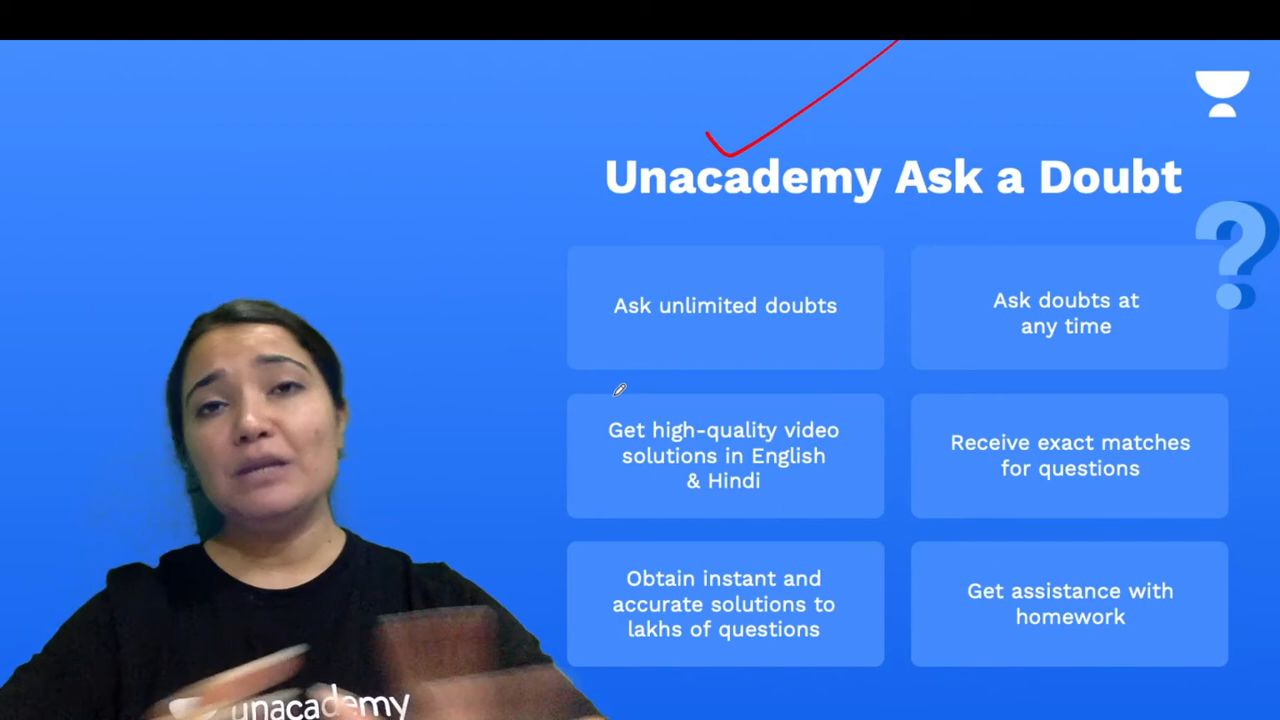 Unacademy Ask a Doubt
Ask unlimited doubts
Ask doubts at
any time
Get high-quality video
solutions in English
& Hindi
Receive exact matches
for questions
Obtain instant and
accurate solutions to
lakhs of questions
Get assistance with
homework
?
unacademy